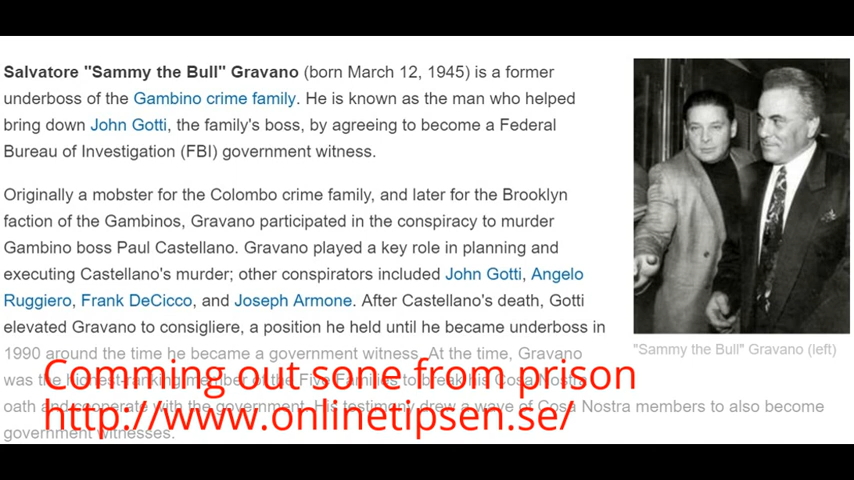 Salvatore "Sammy the Bull" Gravano (born March 12, 1945) is a former
underboss of the Gambino crime family. He is known as the man who helped
bring down John Gotti, the family's boss, by agreeing to become a Federal
Bureau of Investigation (FBI) government witness.
Originally a mobster for the Colombo crime family, and later for the Brooklyn
faction of the Gambinos, Gravano participated in the conspiracy to murder
Gambino boss Paul Castellano. Gravano played a key role in planning and
executing Castellano's murder; other conspirators included John Gotti, Angelo
Ruggiero, Frank DeCicco, and Joseph Armone. After Castellano's death, Gotti
elevated Gravano to consigliere, a position he held until he became underboss in
1990 around the time he became a government witness. At the time, Gravano
was the highest-ranking member of the Five Families to break his Cosa Nostra
oath and cooperate with the government. His testimony drew a wave of Cosa Nostra members to also become
government witnesses.
"Sammy the Bull" Gravano (left)
Comming out sone from prison
http://www.onlinetipsen.se/